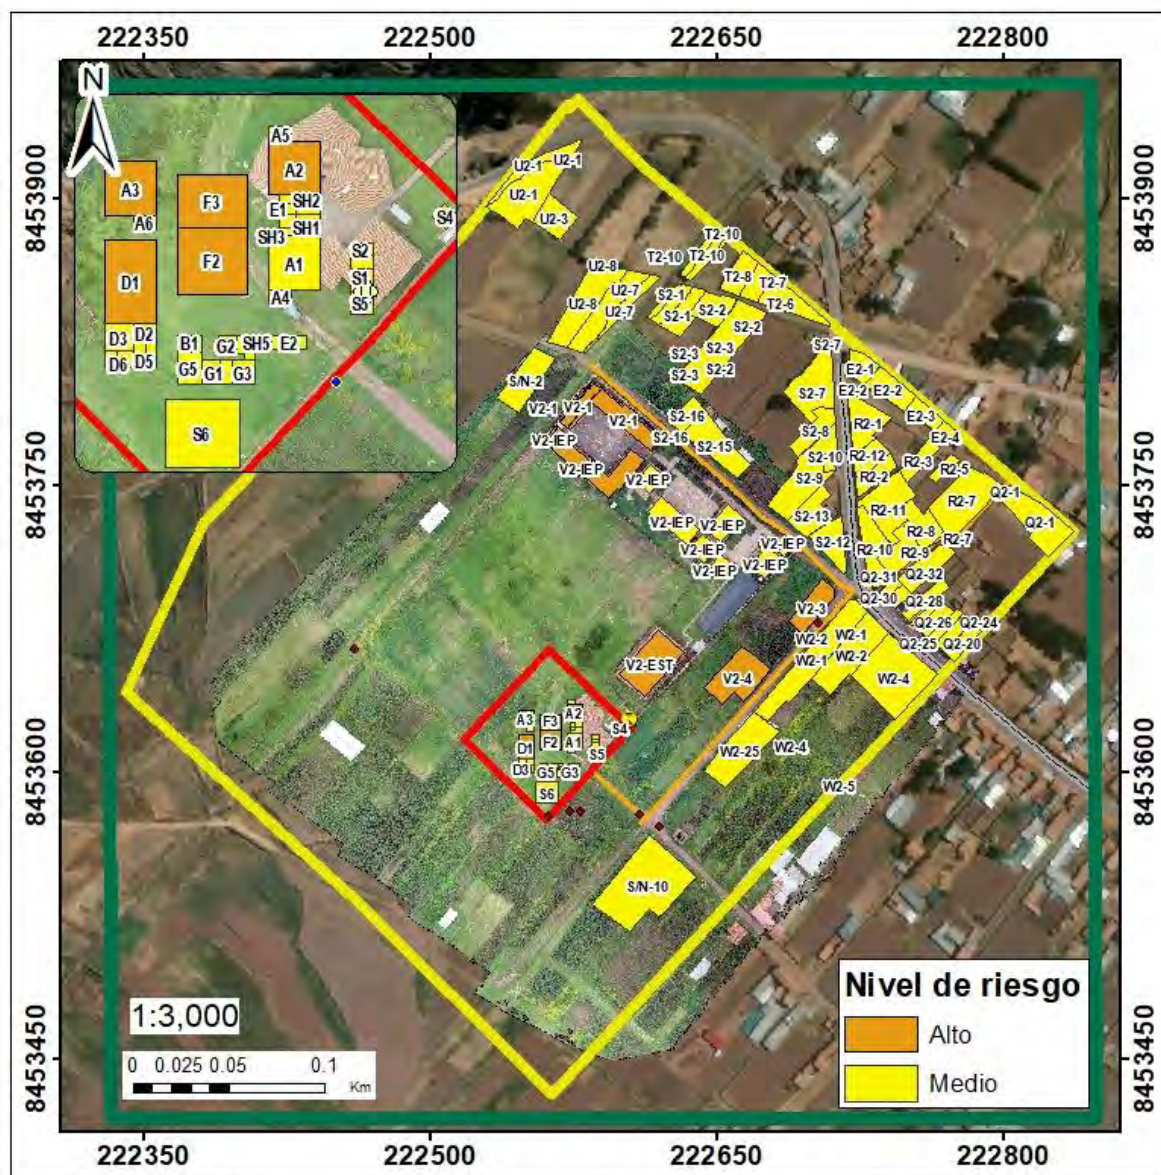 222350 222500 222650 222800
N
8453900
8453750
8453600
8453450
8453900
8453750
8453600
8453450
A5
A3 A2
F3
A6 E1 SH2
SH1
SH3
S4
D1 F2 A1 S2
S1
A4 S5
D3 D2 B1 G2 SH5 E2
D6 D5 G5 G1 G3
S6
U2-1 U2-1
U2-1
U2-3
T2-10
T2-10 T2-10
U2-8 T2-8 T2-7
U2-7 S2-1
U2-8 U2-7 S2-1 S2-2 T2-6
S2-2
S2-3 S2-3 S2-7
S2-3 S2-2 E2-1
S/N-2 S2-7 E2-2 E2-2
V2-1 V2-1 V2-1 S2-16 E2-3
S2-8 R2-1 E2-4
V2-IEP S2-16 S2-15
S2-10 R2-12 R2-3 R2-5
V2-IEP V2-IEP S2-9 R2-2 Q2-1
R2-7
V2-IEP V2-IEP S2-13 R2-11 Q2-1
V2-IEP V2-IEP S2-12 R2-8 R2-7
V2-IEP V2-IEP R2-10 R2-9
Q2-31 Q2-32
Q2-30 Q2-28
V2-3 Q2-26 Q2-24
W2-2 W2-1 Q2-25 Q2-20
V2-EST W2-1 W2-2
V2-4 W2-4
A3 F3 A2
S4
D1 F2 A1 S5
D3 G5 G3
S6
W2-25 W2-4
W2-5
S/N-10
Nivel de riesgo
Alto
Medio
1:3,000
0 0.025 0.05 0.1
Km
222350 222500 222650 222800